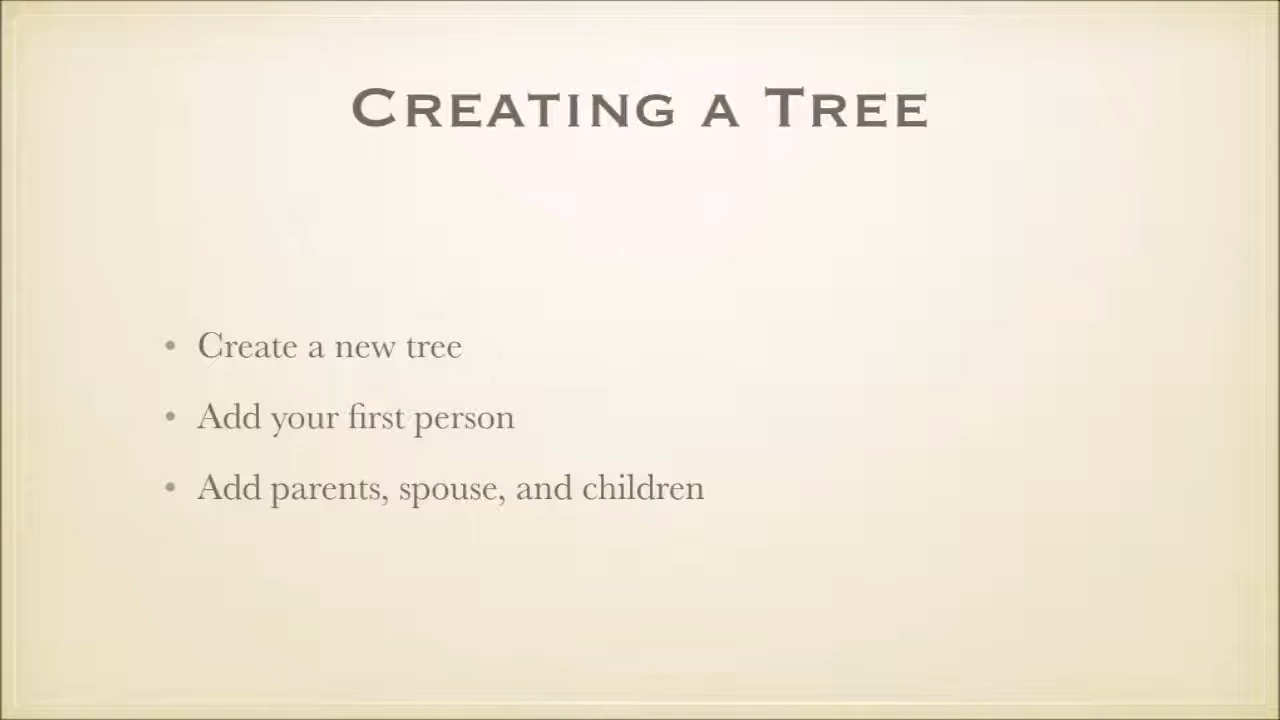 Creating a Tree
• Create a new tree
• Add your first person
• Add parents, spouse, and children